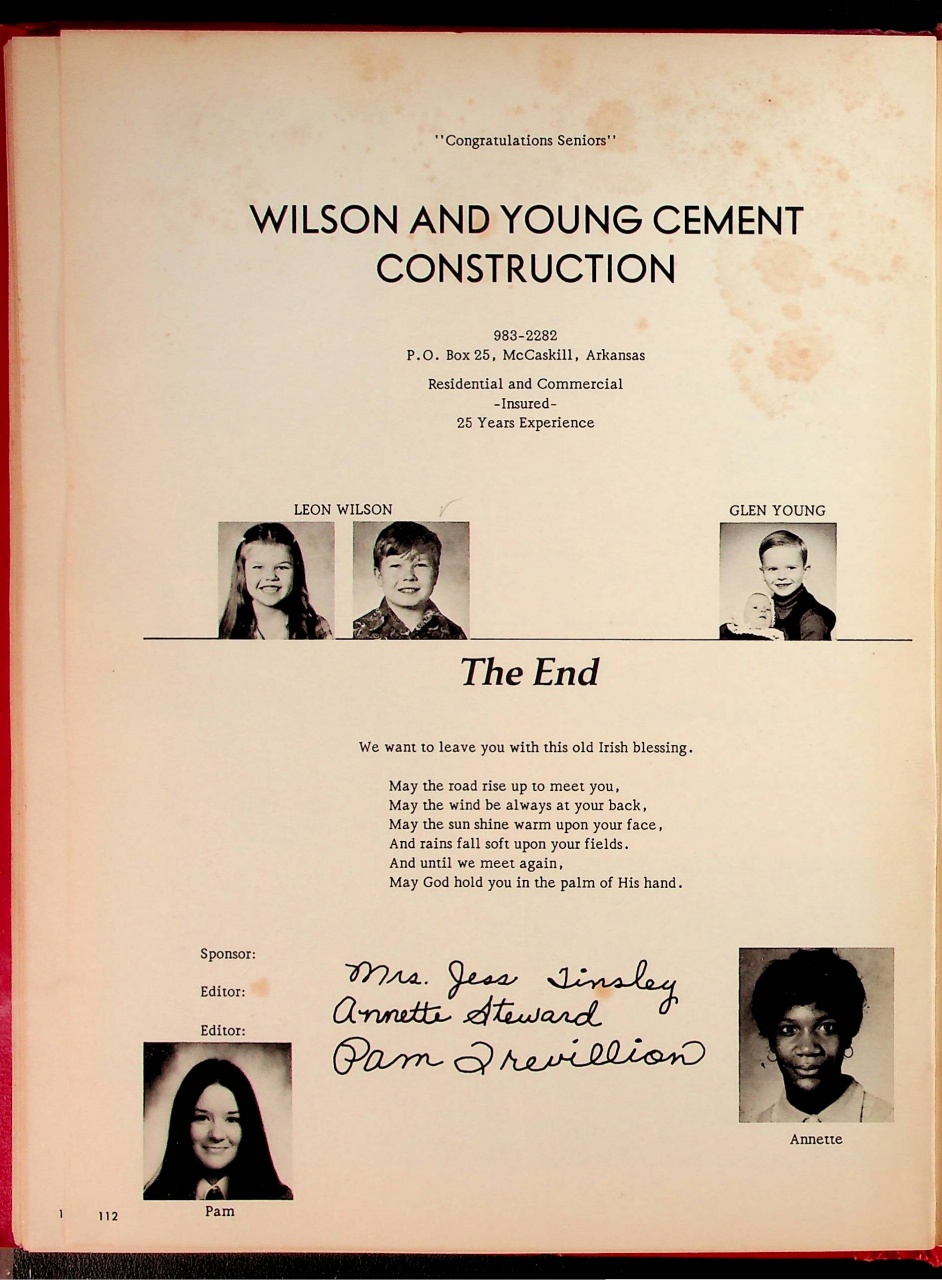 ''Congratulations Seniors''
WILSON AND YOUNG CEMENT
CONSTRUCTION
983-2282
P.O. Box 25, McCaskill, Arkansas
Residential and Commercial
-Insured-
25 Years Experience
LEON WILSON
GLEN YOUNG
The End
We want to leave you with this old Irish blessing.
May the road rise up to meet you,
May the wind be always at your back,
May the sun shine warm upon your face,
And rains fall soft upon your fields.
And until we meet again,
May God hold you in the palm of His hand.
Sponsor: Mrs. Jess Tinsley
Editor: Annette Steward
Editor: Pam Trevillion
Annette
Pam
1 112